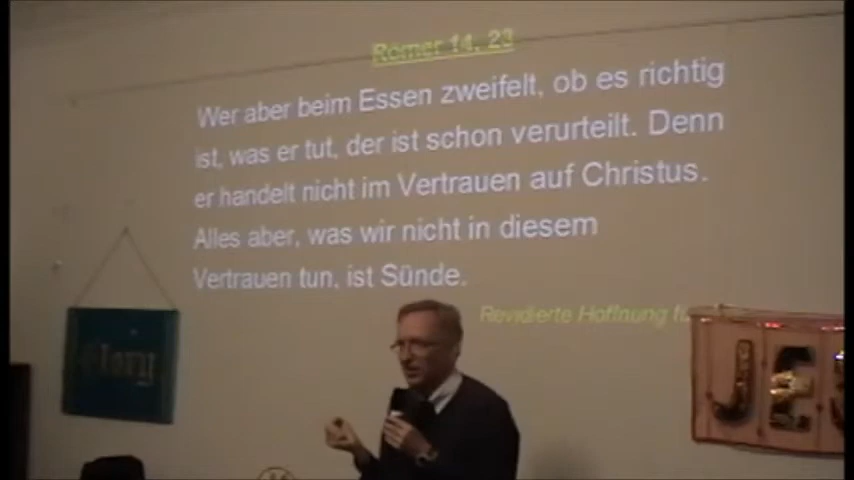 Römer 14, 23
Wer aber beim Essen zweifelt, ob es richtig
ist, was er tut, der ist schon verurteilt. Denn
er handelt nicht im Vertrauen auf Christus.
Alles aber, was wir nicht in diesem
Vertrauen tun, ist Sünde.
Revidierte Hoffnung
JES